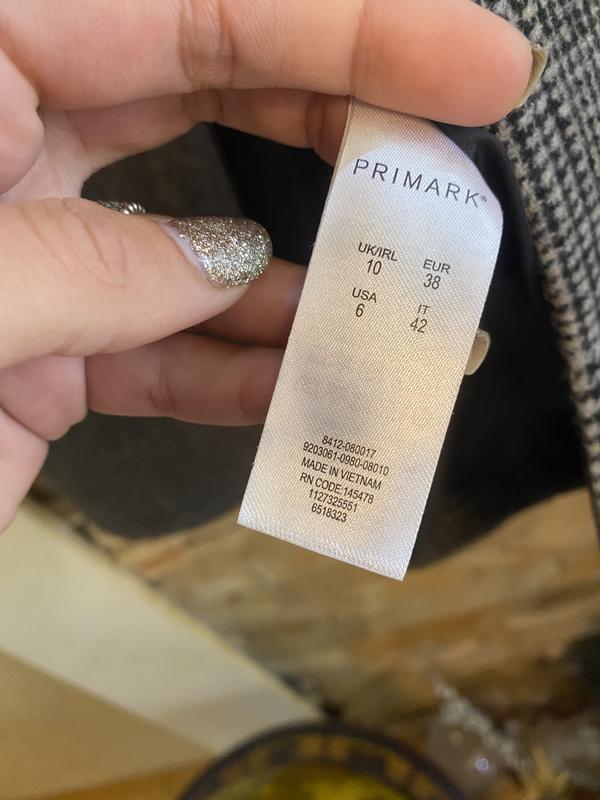 PRIMARK®
UK/IRL EUR
10 38
USA IT
6 42
8412-080017
9203061-0980-08010
MADE IN VIETNAM
RN CODE:145478
1127325551
6518323